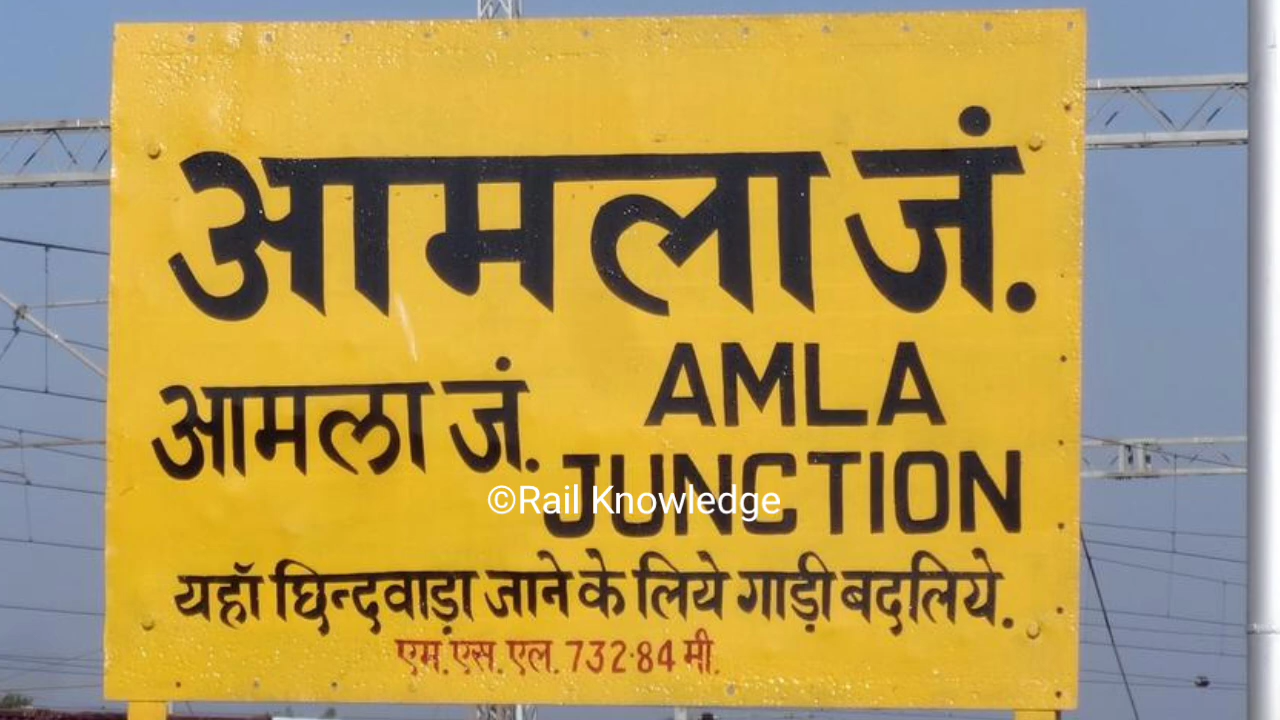 आमला जं.
आमला जं.
AMLA
JUNCTION
©Rail Knowledge
यहाँ छिन्दवाड़ा जाने के लिये गाड़ी बदलिये.
एम.एस.एल. 732.84 मी.